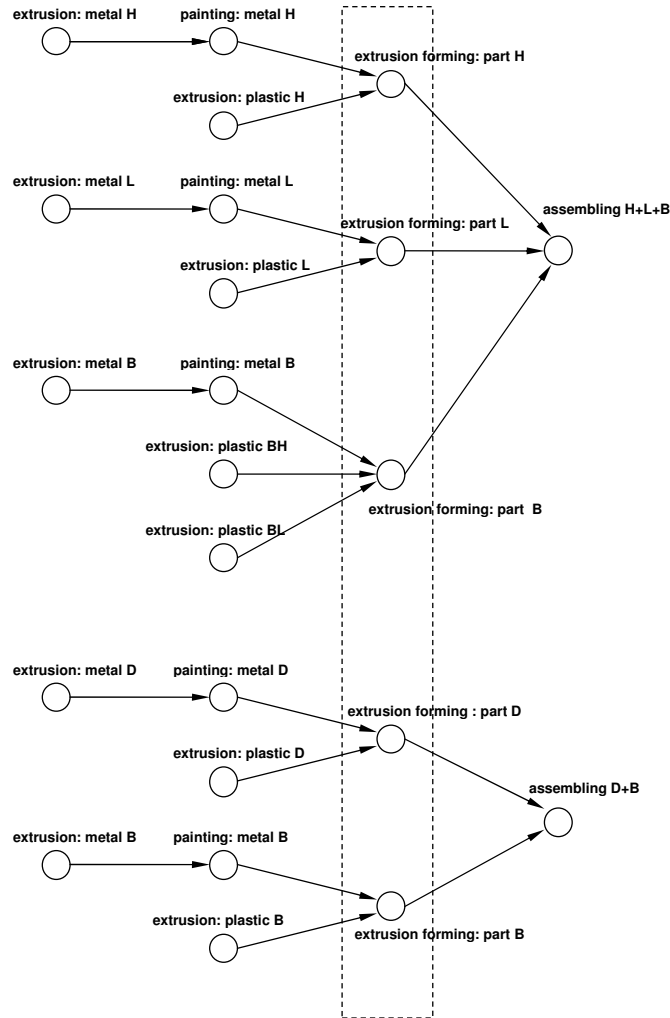 extrusion: metal H
painting: metal H
extrusion forming: part H
extrusion: plastic H
extrusion: metal L
painting: metal L
assembling H+L+B
extrusion forming: part L
extrusion: plastic L
extrusion: metal B
painting: metal B
extrusion: plastic BH
extrusion forming: part B
extrusion: plastic BL
extrusion: metal D
painting: metal D
extrusion forming : part D
extrusion: plastic D
assembling D+B
extrusion: metal B
painting: metal B
extrusion: plastic B
extrusion forming: part B